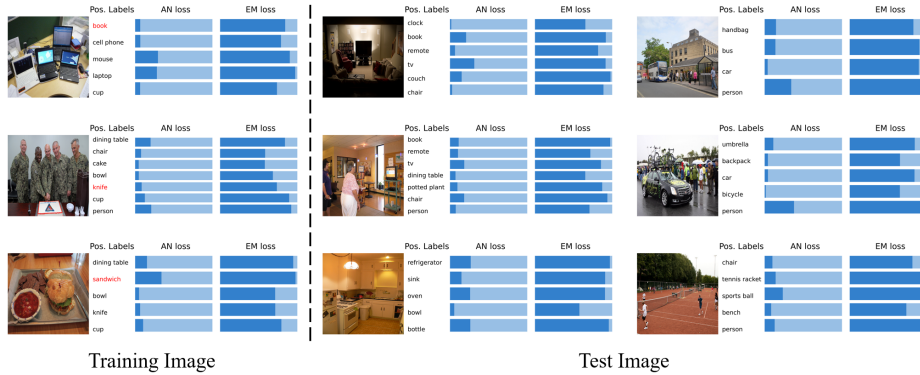 Pos. Labels AN loss EM loss
book
cell phone
mouse
laptop
cup
Pos. Labels AN loss EM loss
dining table
chair
cake
bowl
knife
cup
person
Pos. Labels AN loss EM loss
dining table
sandwich
bowl
knife
cup
Training Image
Pos. Labels AN loss EM loss
clock
book
remote
tv
couch
chair
Pos. Labels AN loss EM loss
book
remote
tv
dining table
potted plant
chair
person
Pos. Labels AN loss EM loss
refrigerator
sink
oven
bowl
bottle
Pos. Labels AN loss EM loss
handbag
bus
car
person
Pos. Labels AN loss EM loss
umbrella
backpack
car
bicycle
person
Pos. Labels AN loss EM loss
chair
tennis racket
sports ball
bench
person
Test Image